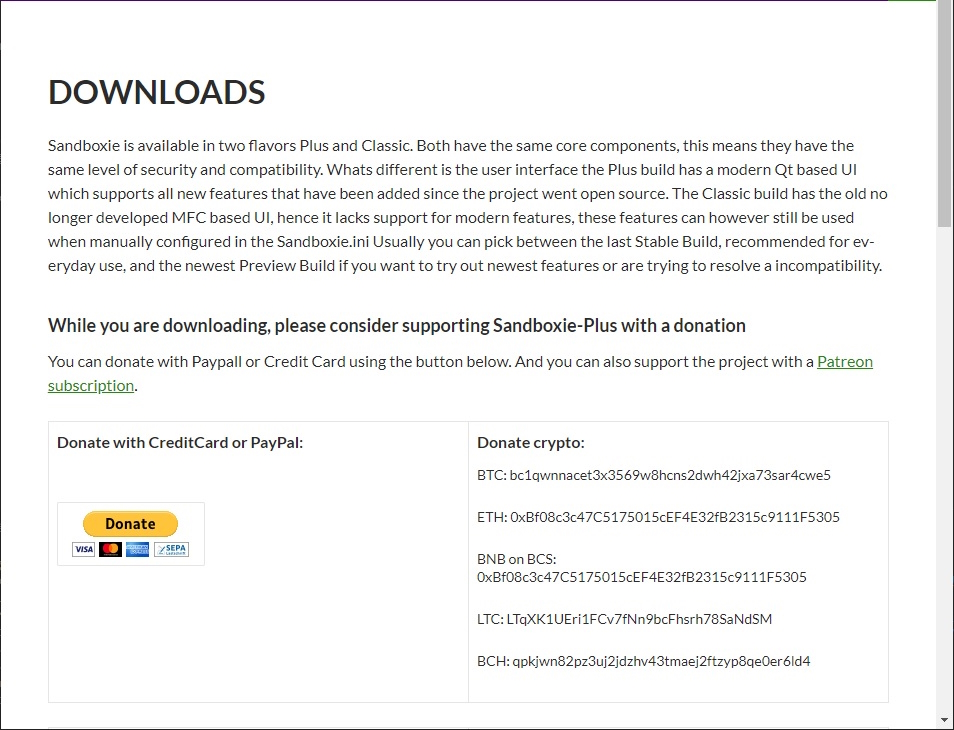 DOWNLOADS
Sandboxie is available in two flavors Plus and Classic. Both have the same core components, this means they have the
same level of security and compatibility. Whats different is the user interface the Plus build has a modern Qt based UI
which supports all new features that have been added since the project went open source. The Classic build has the old no
longer developed MFC based UI, hence it lacks support for modern features, these features can however still be used
when manually configured in the Sandboxie.ini Usually you can pick between the last Stable Build, recommended for ev-
eryday use, and the newest Preview Build if you want to try out newest features or are trying to resolve a incompatibility.
While you are downloading, please consider supporting Sandboxie-Plus with a donation
You can donate with Paypall or Credit Card using the button below. And you can also support the project with a Patreon
subscription.
Donate with CreditCard or PayPal:
Donate
VISA
SEPA
Donate crypto:
BTC: bc1qwnnacet3x3569w8hcns2dwh42jxa73sar4cwe5
ETH: 0xBf08c3c47C5175015cEF4E32fB2315c9111F5305
BNB on BCS:
0xBf08c3c47C5175015cEF4E32fB2315c9111F5305
LTC: LTqXK1UEri1FCv7fNn9bcFhsrh78SaNdSM
BCH: qpkjwn82pz3uj2jdzhv43tmaej2ftzyp8qe0er6ld4